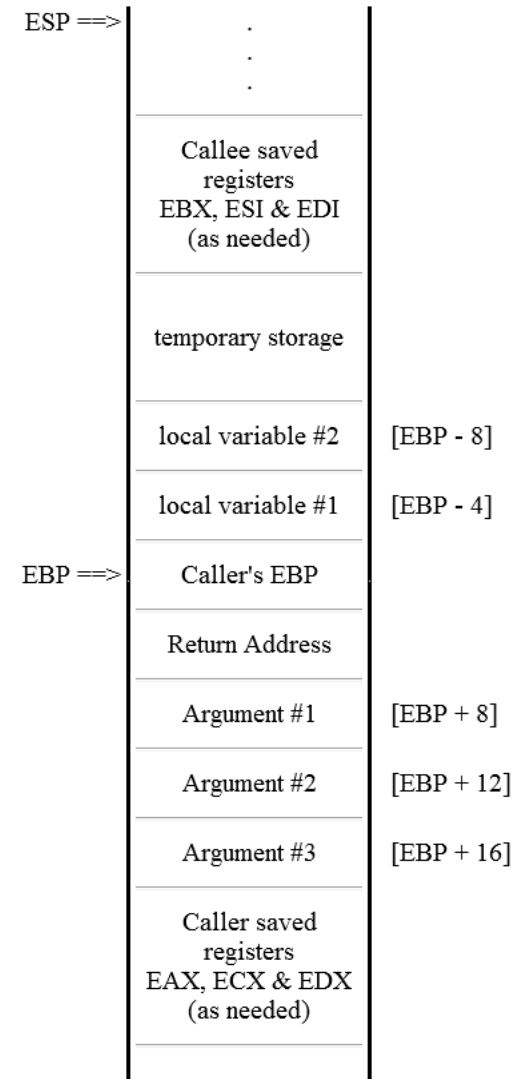 ESP ==>
.
.
.
Callee saved
registers
EBX, ESI & EDI
(as needed)
temporary storage
local variable #2 [EBP - 8]
local variable #1 [EBP - 4]
EBP ==> Caller's EBP
Return Address
Argument #1 [EBP + 8]
Argument #2 [EBP + 12]
Argument #3 [EBP + 16]
Caller saved
registers
EAX, ECX & EDX
(as needed)